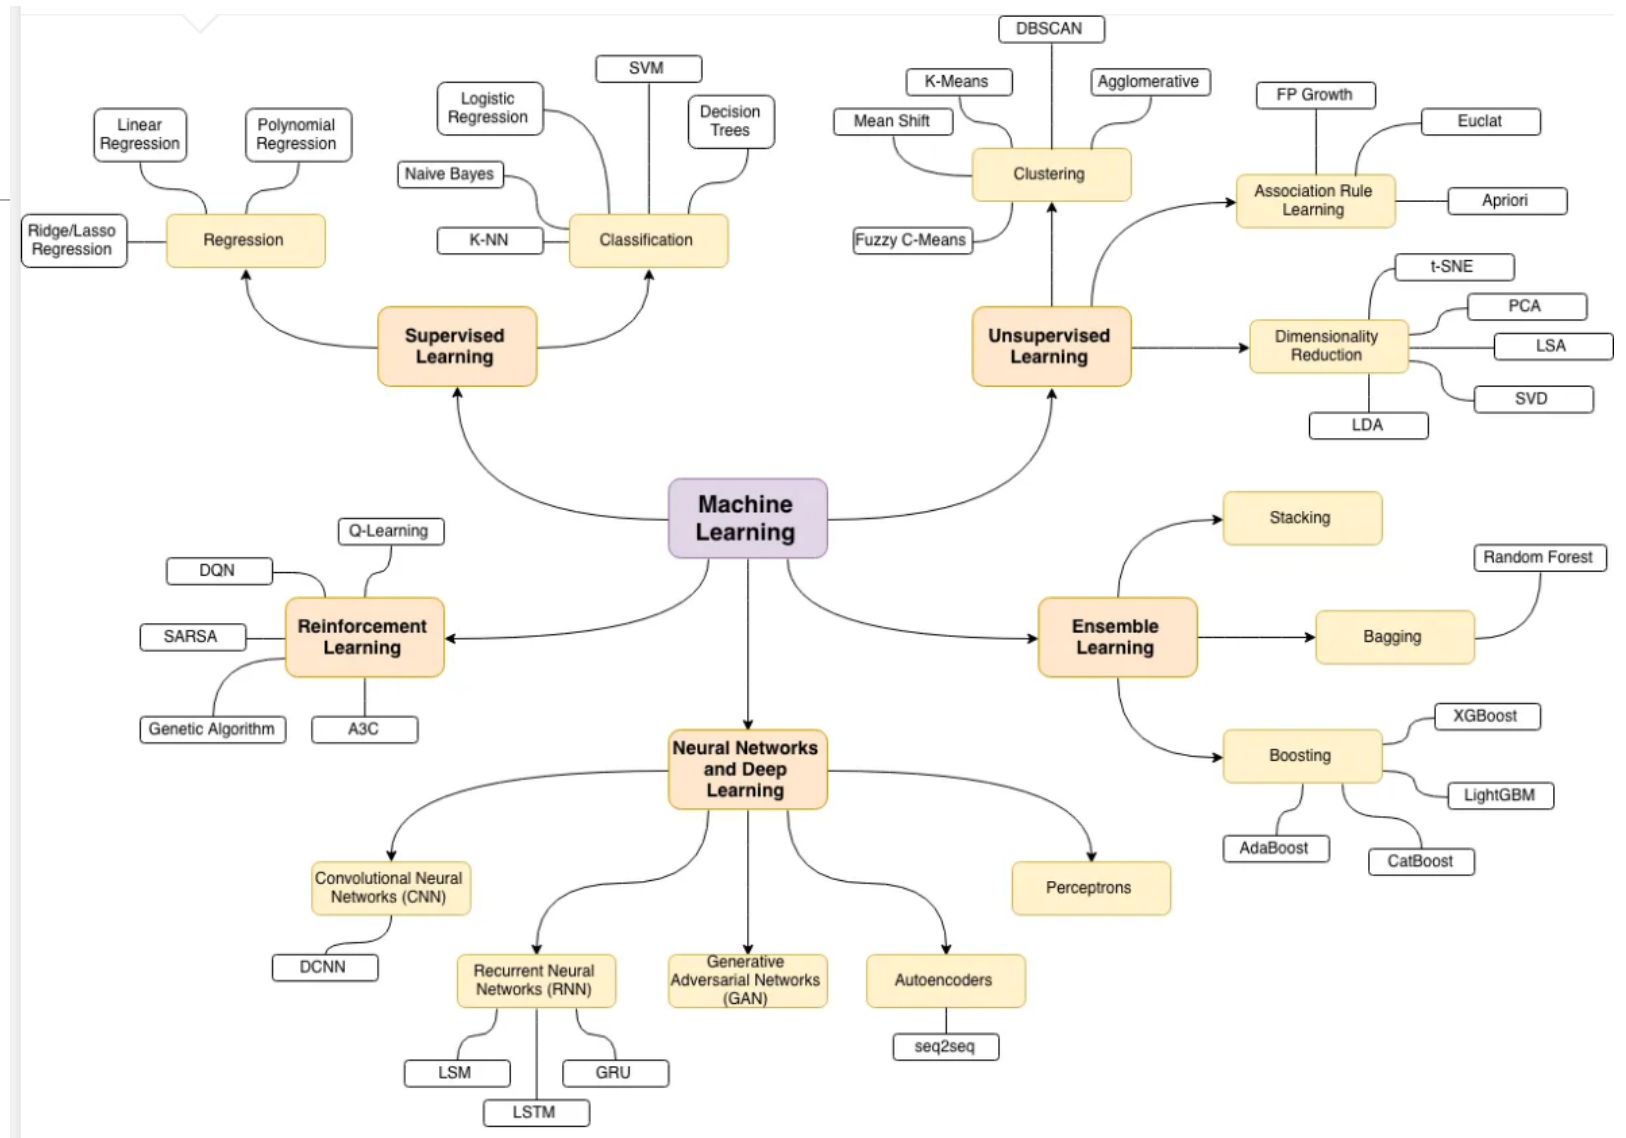 DBSCAN
SVM
K-Means
Agglomerative
FP Growth
Logistic
Regression
Decision
Trees
Mean Shift
Euclat
Linear
Regression
Polynomial
Regression
Naive Bayes
Clustering
Association Rule
Learning
Apriori
Ridge/Lasso
Regression
Regression
K-NN
Classification
Fuzzy C-Means
t-SNE
PCA
Supervised
Learning
Unsupervised
Learning
Dimensionality
Reduction
LSA
SVD
LDA
Machine
Learning
Stacking
Q-Learning
DQN
Random Forest
SARSA
Reinforcement
Learning
Ensemble
Learning
Bagging
Genetic Algorithm
A3C
XGBoost
Neural Networks
and Deep
Learning
Boosting
LightGBM
AdaBoost
CatBoost
Convolutional Neural
Networks (CNN)
Perceptrons
DCNN
Recurrent Neural
Networks (RNN)
Generative
Adversarial Networks
(GAN)
Autoencoders
seq2seq
LSM
GRU
LSTM